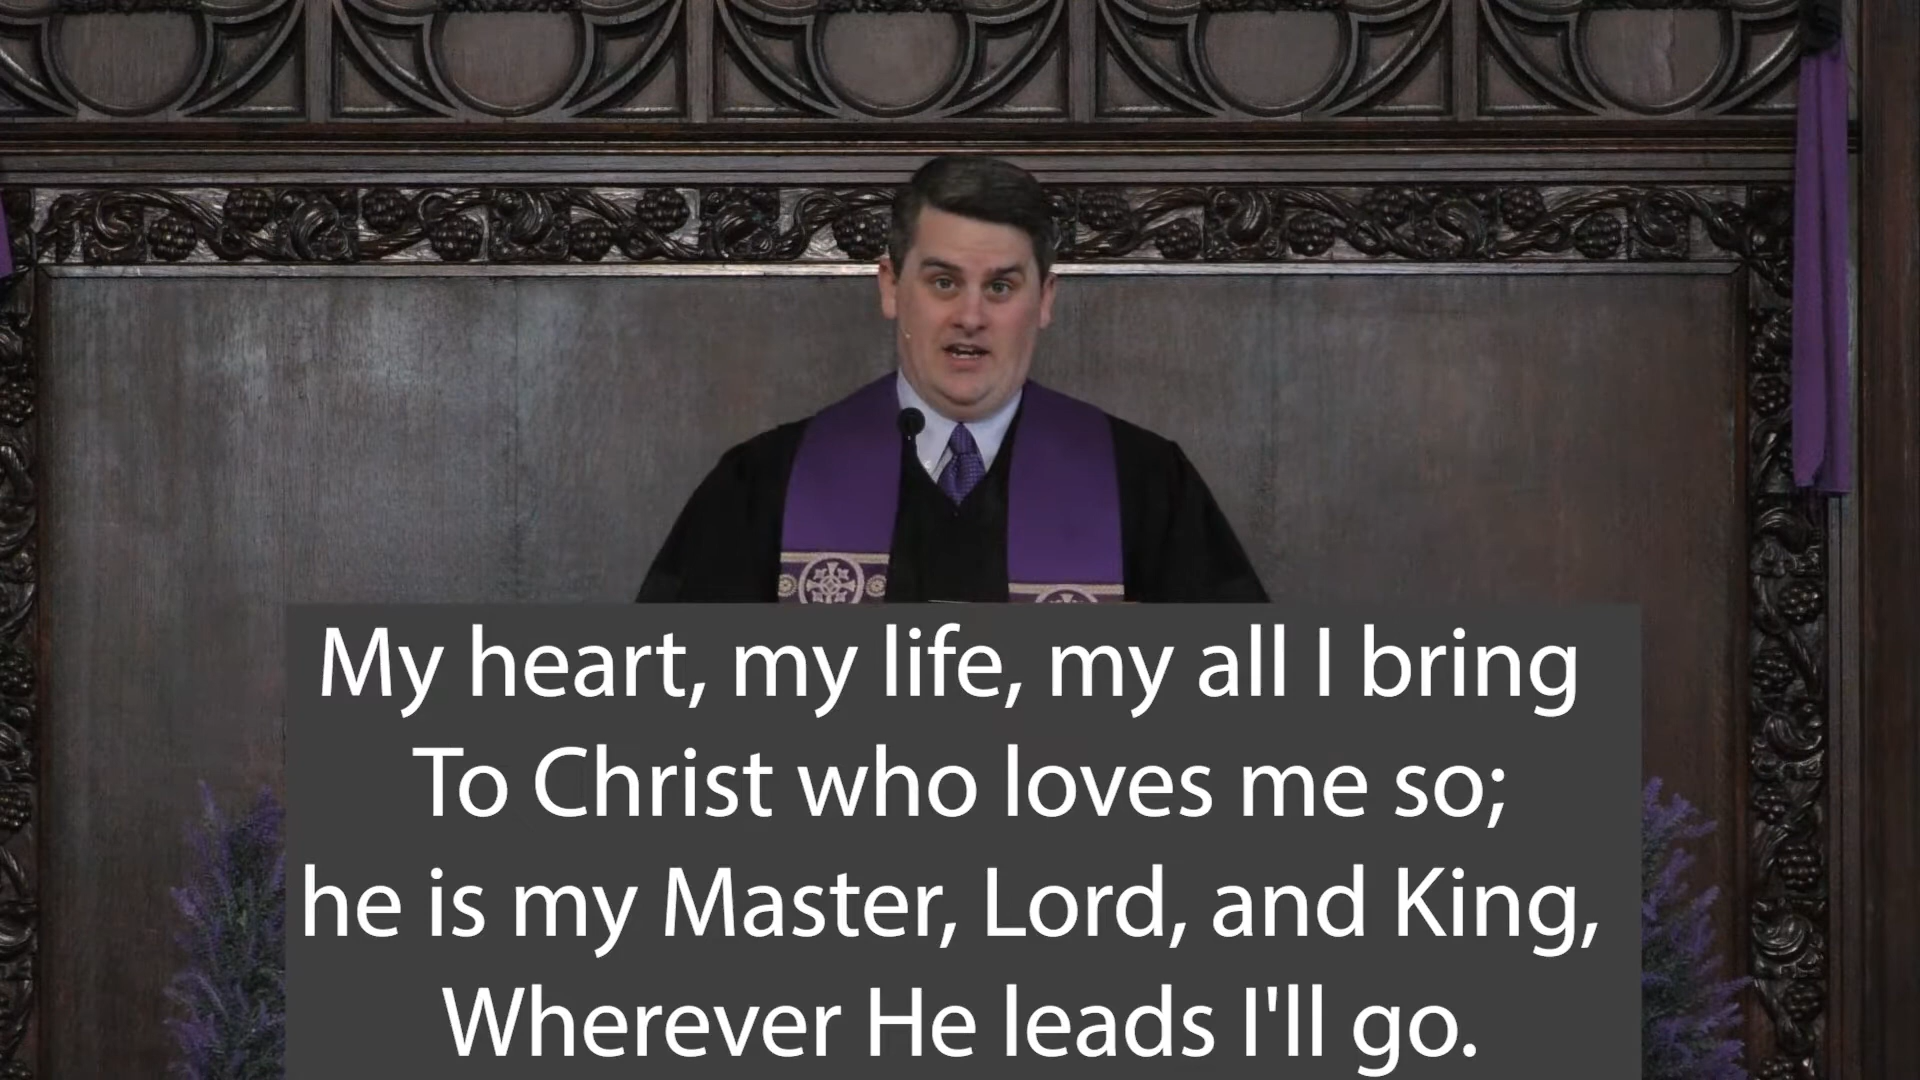 My heart, my life, my all I bring
To Christ who loves me so;
he is my Master, Lord, and King,
Wherever He leads I'll go.